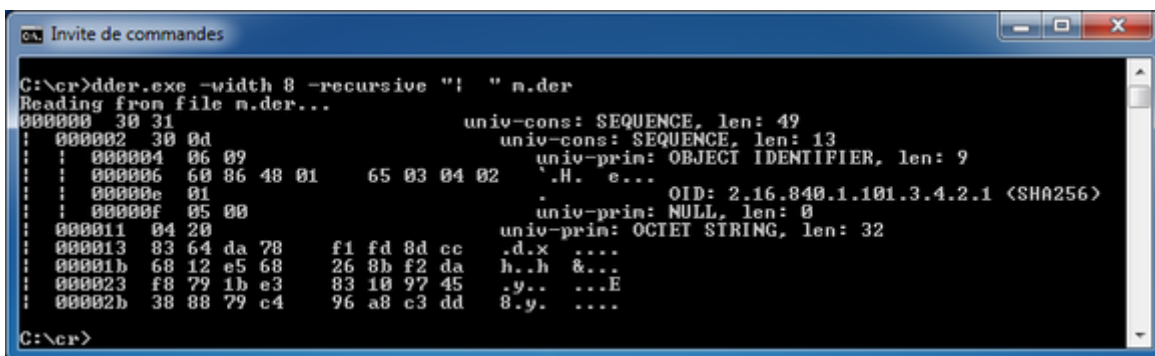 Invite de commandes
C:\cr>dder.exe -width 8 -recursive "¦  " m.der
Reading from file m.der...
000000  30 31                              univ-cons: SEQUENCE, len: 49
¦  000002  30 0d                              univ-cons: SEQUENCE, len: 13
¦  ¦  000004  06 09                              univ-prim: OBJECT IDENTIFIER, len: 9
¦  ¦  000006  60 86 48 01     65 03 04 02     `.H.  e...
¦  ¦  00000e  01                              .            OID: 2.16.840.1.101.3.4.2.1 (SHA256)
¦  ¦  00000f  05 00                              univ-prim: NULL, len: 0
¦  000011  04 20                              univ-prim: OCTET STRING, len: 32
¦  000013  83 64 da 78     f1 fd 8d cc     .d.x  ....
¦  00001b  68 12 e5 68     26 8b f2 da     h..h  &...
¦  000023  f8 79 1b e3     83 10 97 45     .y..  ...E
¦  00002b  38 88 79 c4     96 a8 c3 dd     8.y.  ....
C:\cr>